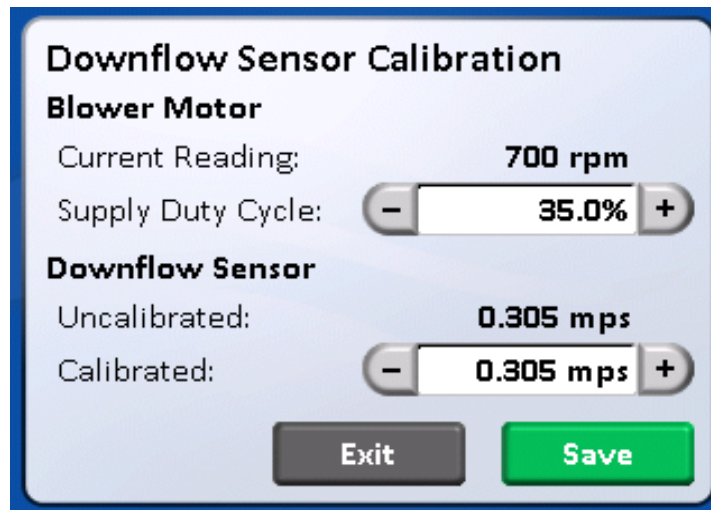 Downflow Sensor Calibration
Blower Motor
Current Reading: 700 rpm
Supply Duty Cycle: - 35.0% +
Downflow Sensor
Uncalibrated: 0.305 mps
Calibrated: - 0.305 mps +
Exit Save